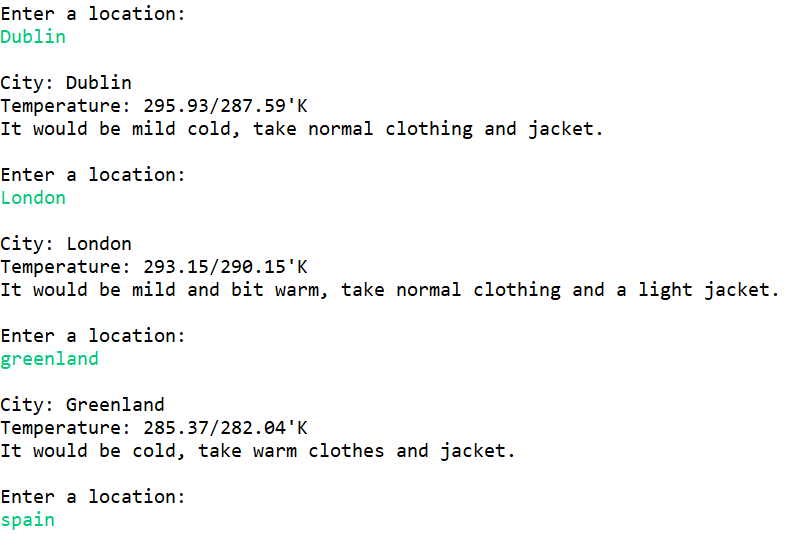 Enter a location:
Dublin
City: Dublin
Temperature: 295.93/287.59'K
It would be mild cold, take normal clothing and jacket.
Enter a location:
London
City: London
Temperature: 293.15/290.15'K
It would be mild and bit warm, take normal clothing and a light jacket.
Enter a location:
greenland
City: Greenland
Temperature: 285.37/282.04'K
It would be cold, take warm clothes and jacket.
Enter a location:
spain